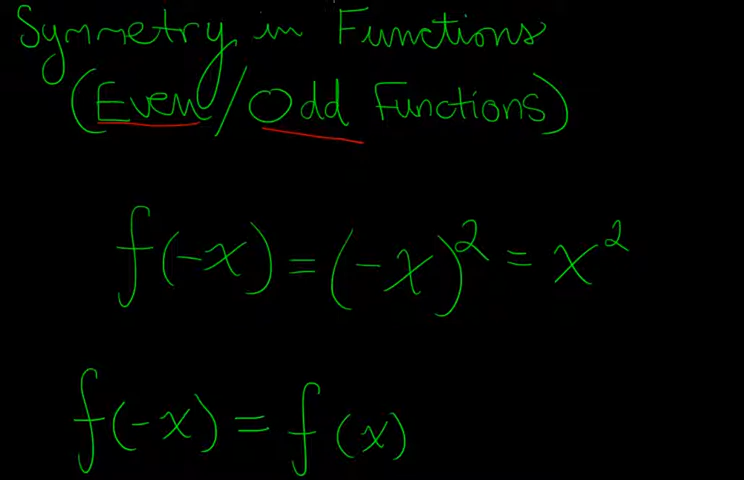 Symmetry in Functions
(Even/Odd Functions)
f(-x) = (-x)² = x²
f(-x) = f(x)